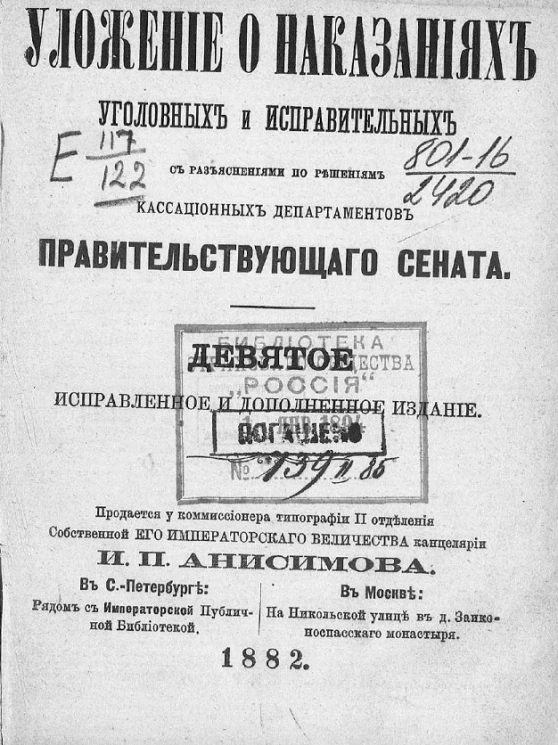 УЛОЖЕНІЕ О НАКАЗАНІЯХЪ
УГОЛОВНЫХЪ и ИСПРАВИТЕЛЬНЫХЪ
Е 117
122
801-16
2420
СЪ РАЗЪЯСНЕНІЯМИ ПО РѢШЕНІЯМЪ
КАССАЦІОННЫХЪ ДЕПАРТАМЕНТОВЪ
ПРАВИТЕЛЬСТВУЮЩАГО СЕНАТА.
БИБЛІОТЕКА
ДЕВЯТОЕ
„РОССІЯ“
ИСПРАВЛЕННОЕ И ДОПОЛНЕННОЕ ИЗДАНІЕ.
ПОГАШЕНО
№
Продается у коммиссіонера типографіи II отдѣленія
Собственной ЕГО ИМПЕРАТОРСКАГО ВЕЛИЧЕСТВА канцеляріи
И. П. АНИСИМОВА.
Въ С.-Петербургѣ:
Рядомъ съ Императорской Публич-
ной Библіотекой.
Въ Москвѣ:
На Никольской улицѣ въ д. Заико-
носпасскаго монастыря.
1882.